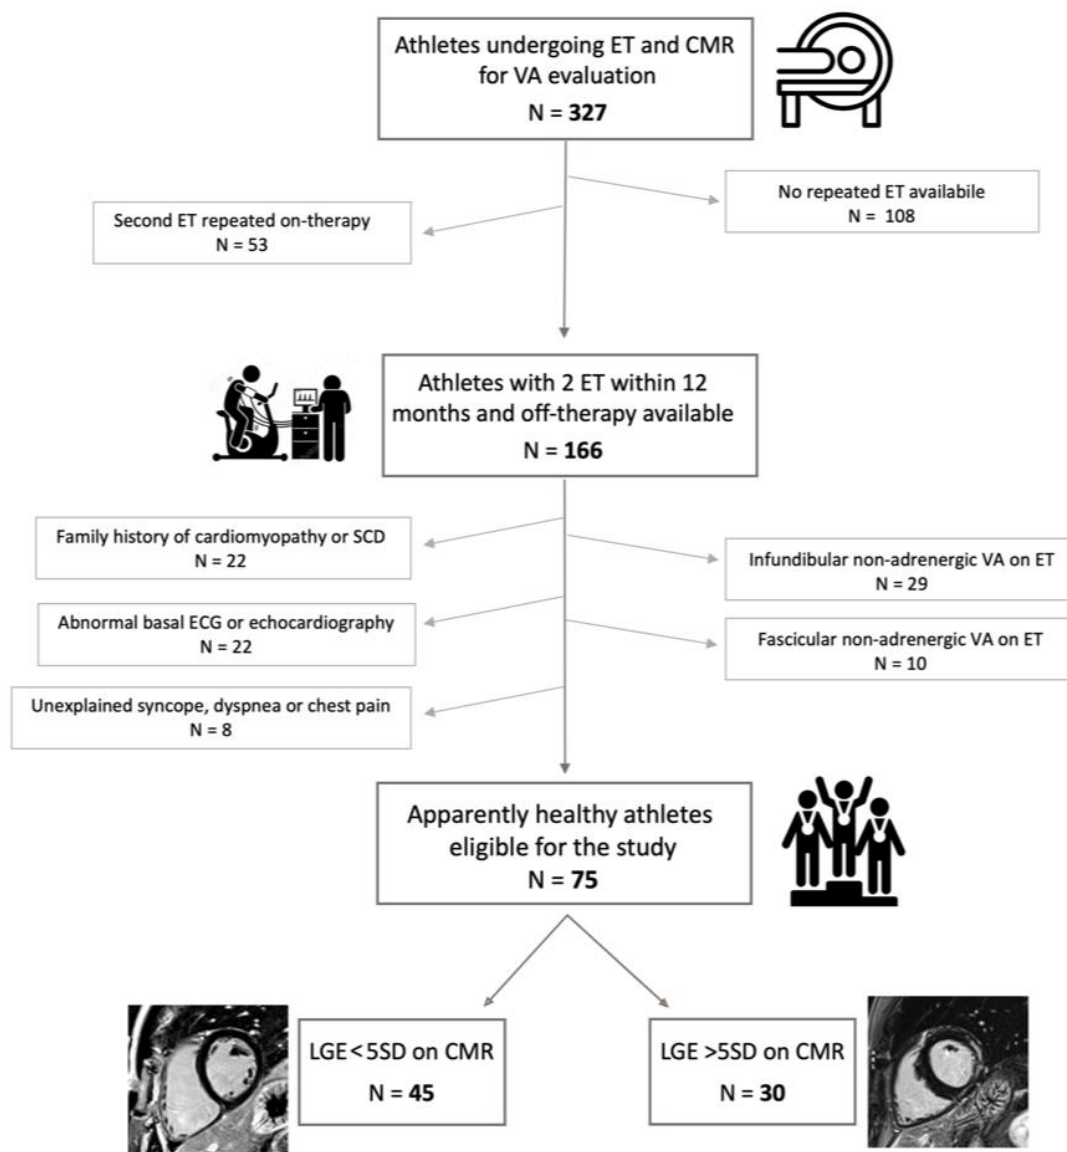 Athletes undergoing ET and CMR
for VA evaluation
N = 327
No repeated ET availabile
N = 108
Second ET repeated on-therapy
N = 53
Athletes with 2 ET within 12
months and off-therapy available
N = 166
Family history of cardiomyopathy or SCD
N = 22
Infundibular non-adrenergic VA on ET
N = 29
Abnormal basal ECG or echocardiography
N = 22
Fascicular non-adrenergic VA on ET
N = 10
Unexplained syncope, dyspnea or chest pain
N = 8
Apparently healthy athletes
eligible for the study
N = 75
LGE < 5SD on CMR
N = 45
LGE >5SD on CMR
N = 30